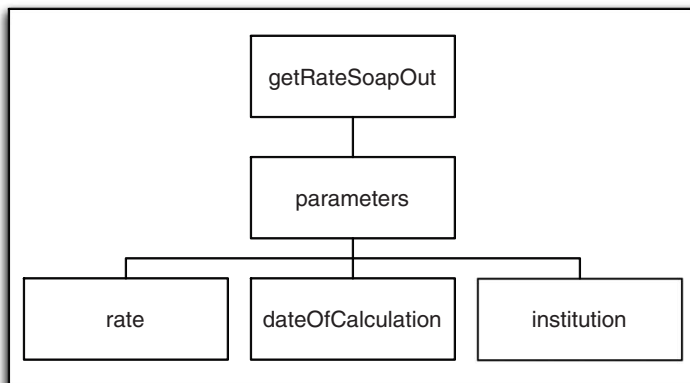 getRateSoapOut
parameters
rate
dateOfCalculation
institution